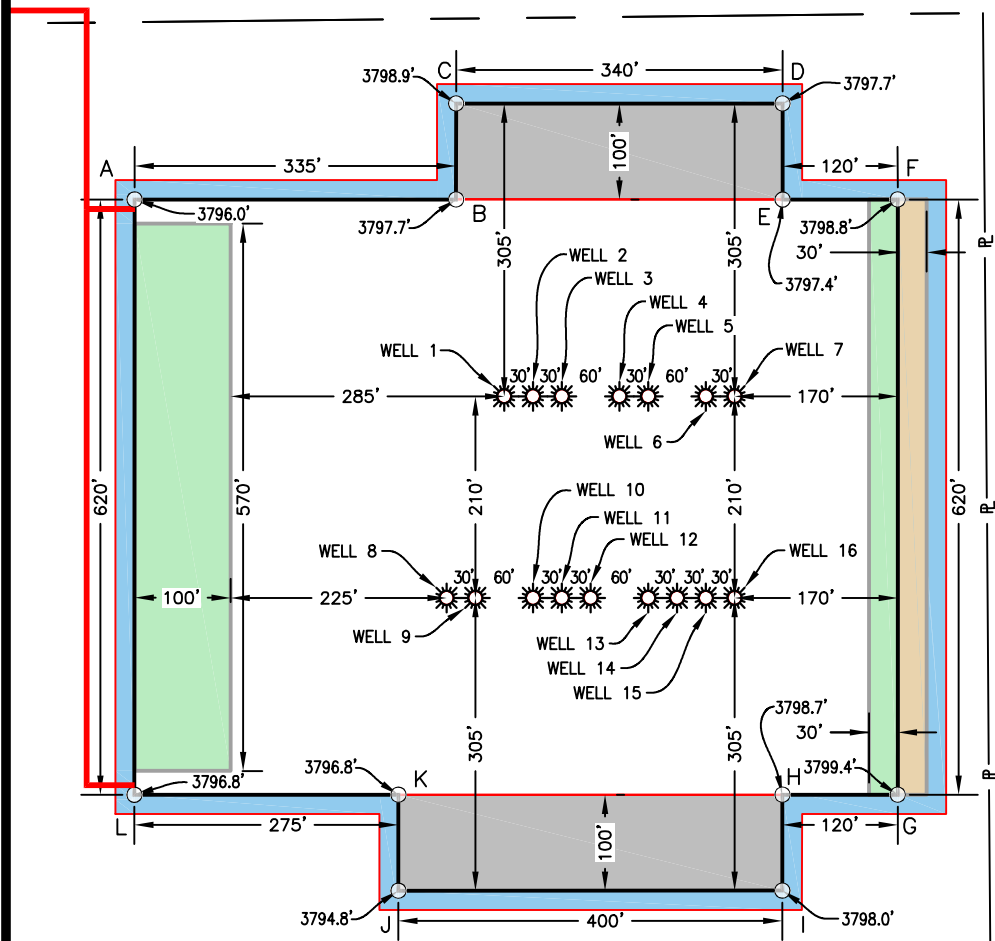 C
340'
D
3798.9'
3797.7'
100'
A
335'
120'
F
3796.0'
3797.7'
B
E
3798.8'
305'
305'
30'
PL
WELL 2
WELL 3
3797.4'
WELL 4
WELL 5
WELL 1
WELL 7
30'
30'
60'
30'
60'
30'
285'
170'
WELL 6
620'
570'
210'
210'
620'
PL
WELL 10
WELL 11
WELL 12
WELL 8
WELL 16
30'
60'
30'
30'
60'
30'
30'
30'
100'
225'
170'
WELL 9
WELL 13
WELL 14
WELL 15
3798.7'
305'
305'
30'
3796.8'
3796.8'
K
H
3799.4'
PL
L
275'
100'
120'
G
3794.8'
J
400'
I
3798.0'